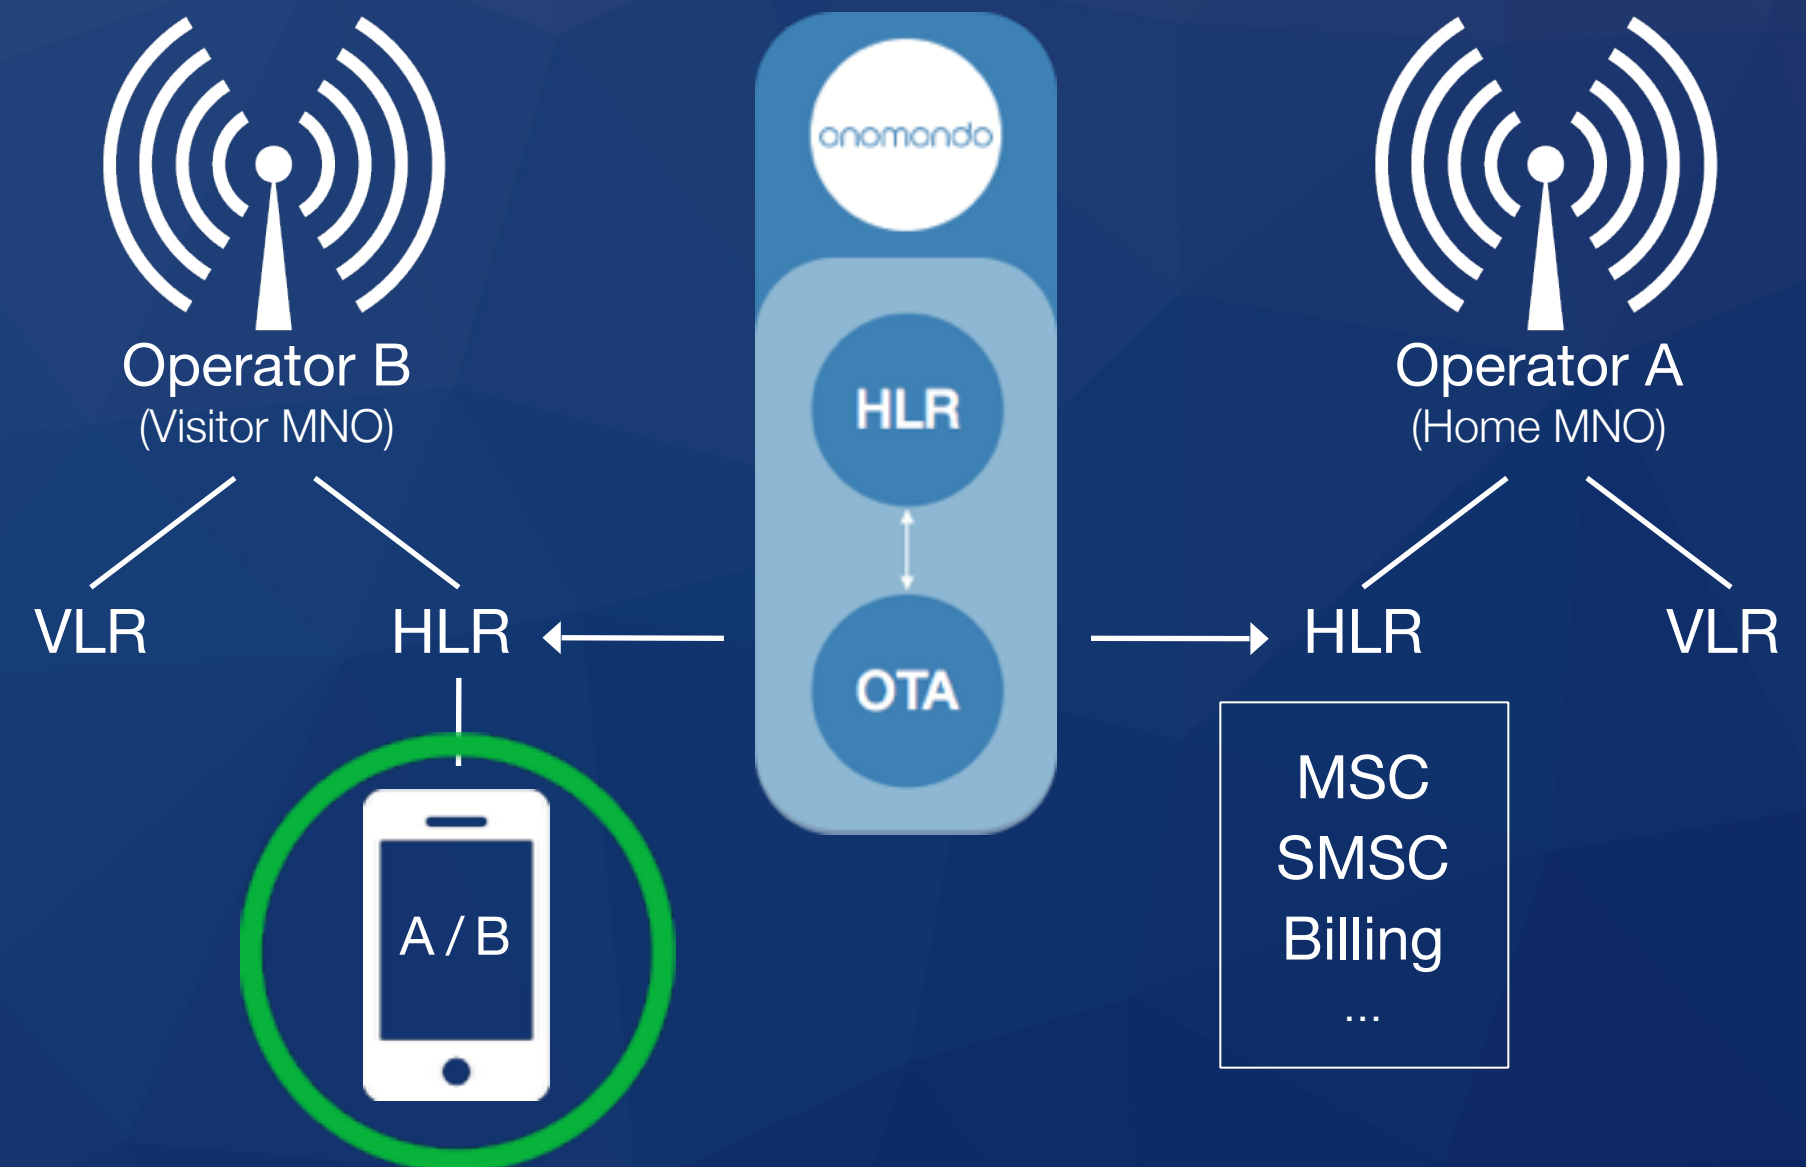 onomondo
Operator B
(Visitor MNO)
VLR
HLR
A / B
HLR
OTA
Operator A
(Home MNO)
HLR
VLR
MSC
SMSC
Billing
...